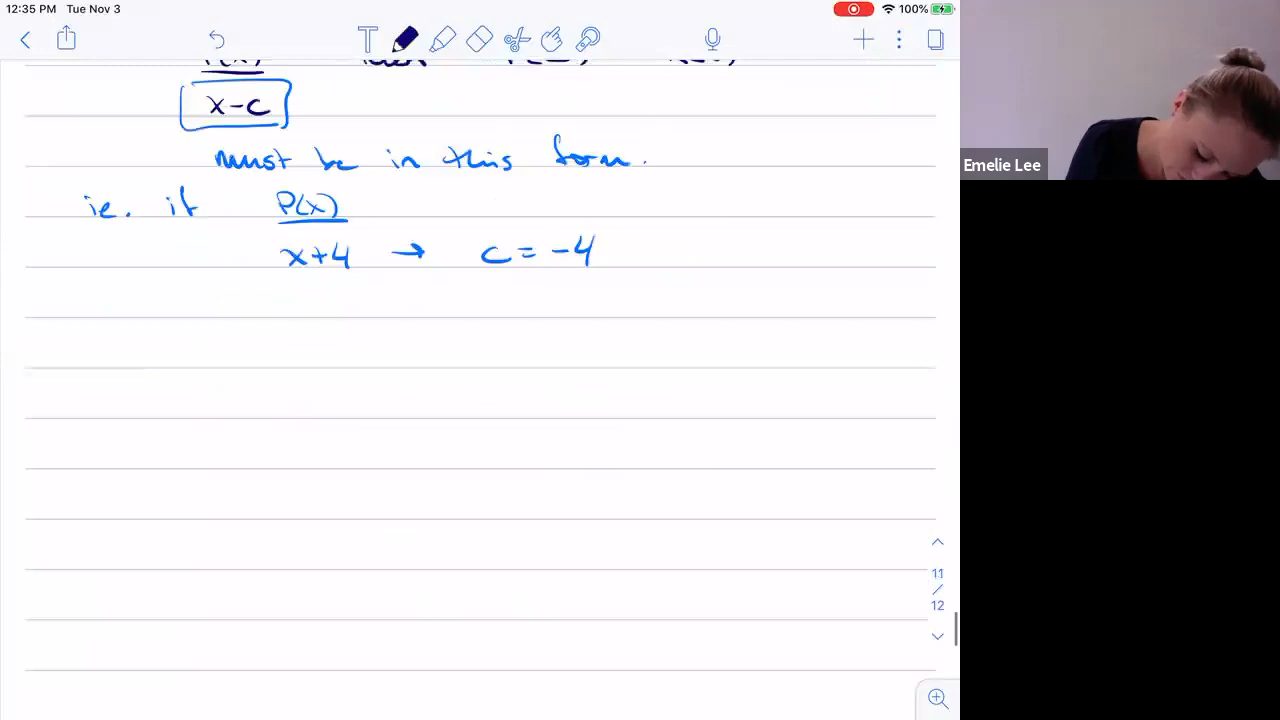 12:35 PM Tue Nov 3
100%
T
x-c
must be in this form.
ie. if P(x)
x+4 → c = -4
Emelie Lee
11
/
12